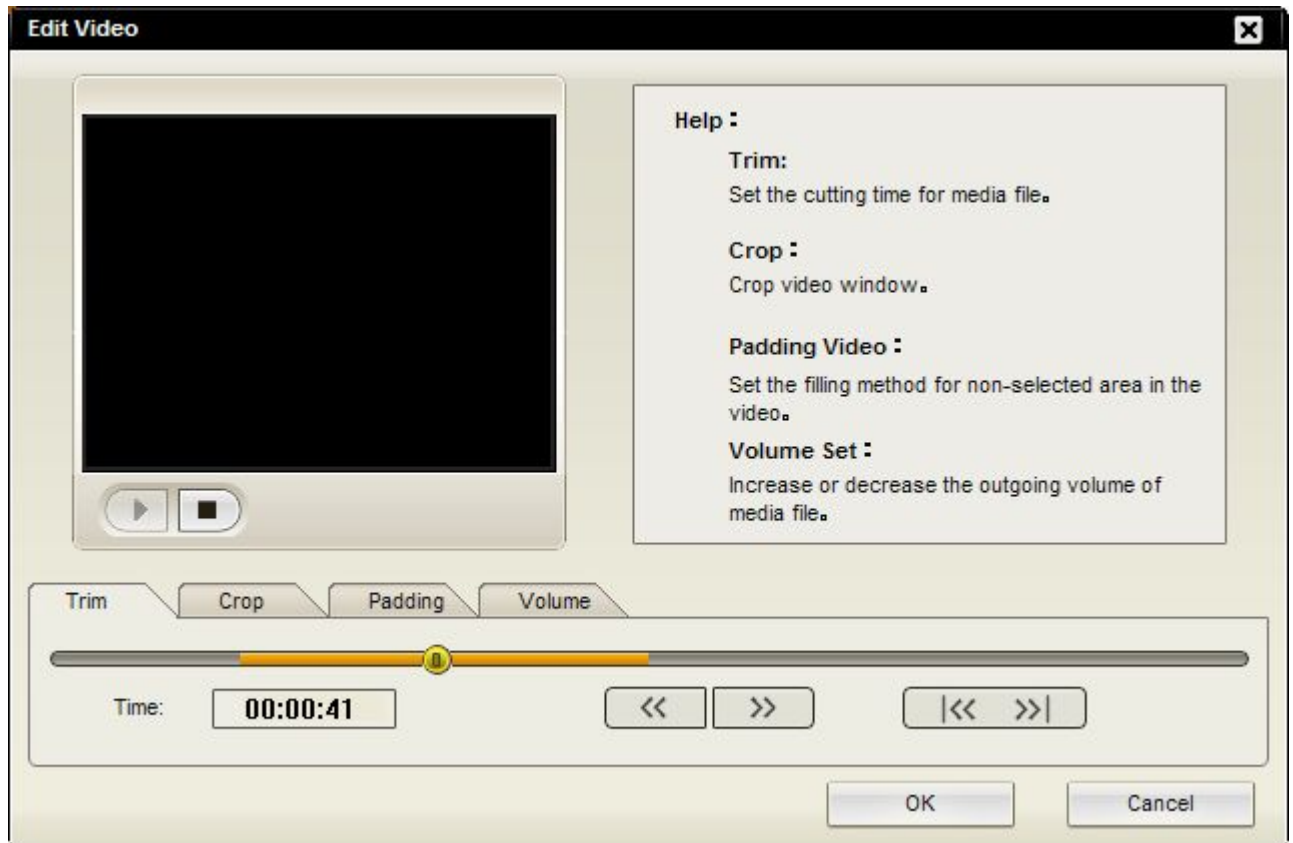 Edit Video
Help：
Trim:
Set the cutting time for media file。
Crop：
Crop video window。
Padding Video：
Set the filling method for non-selected area in the
video。
Volume Set：
Increase or decrease the outgoing volume of
media file。
Trim Crop Padding Volume
Time: 00:00:41 << >> |<< >>|
OK Cancel